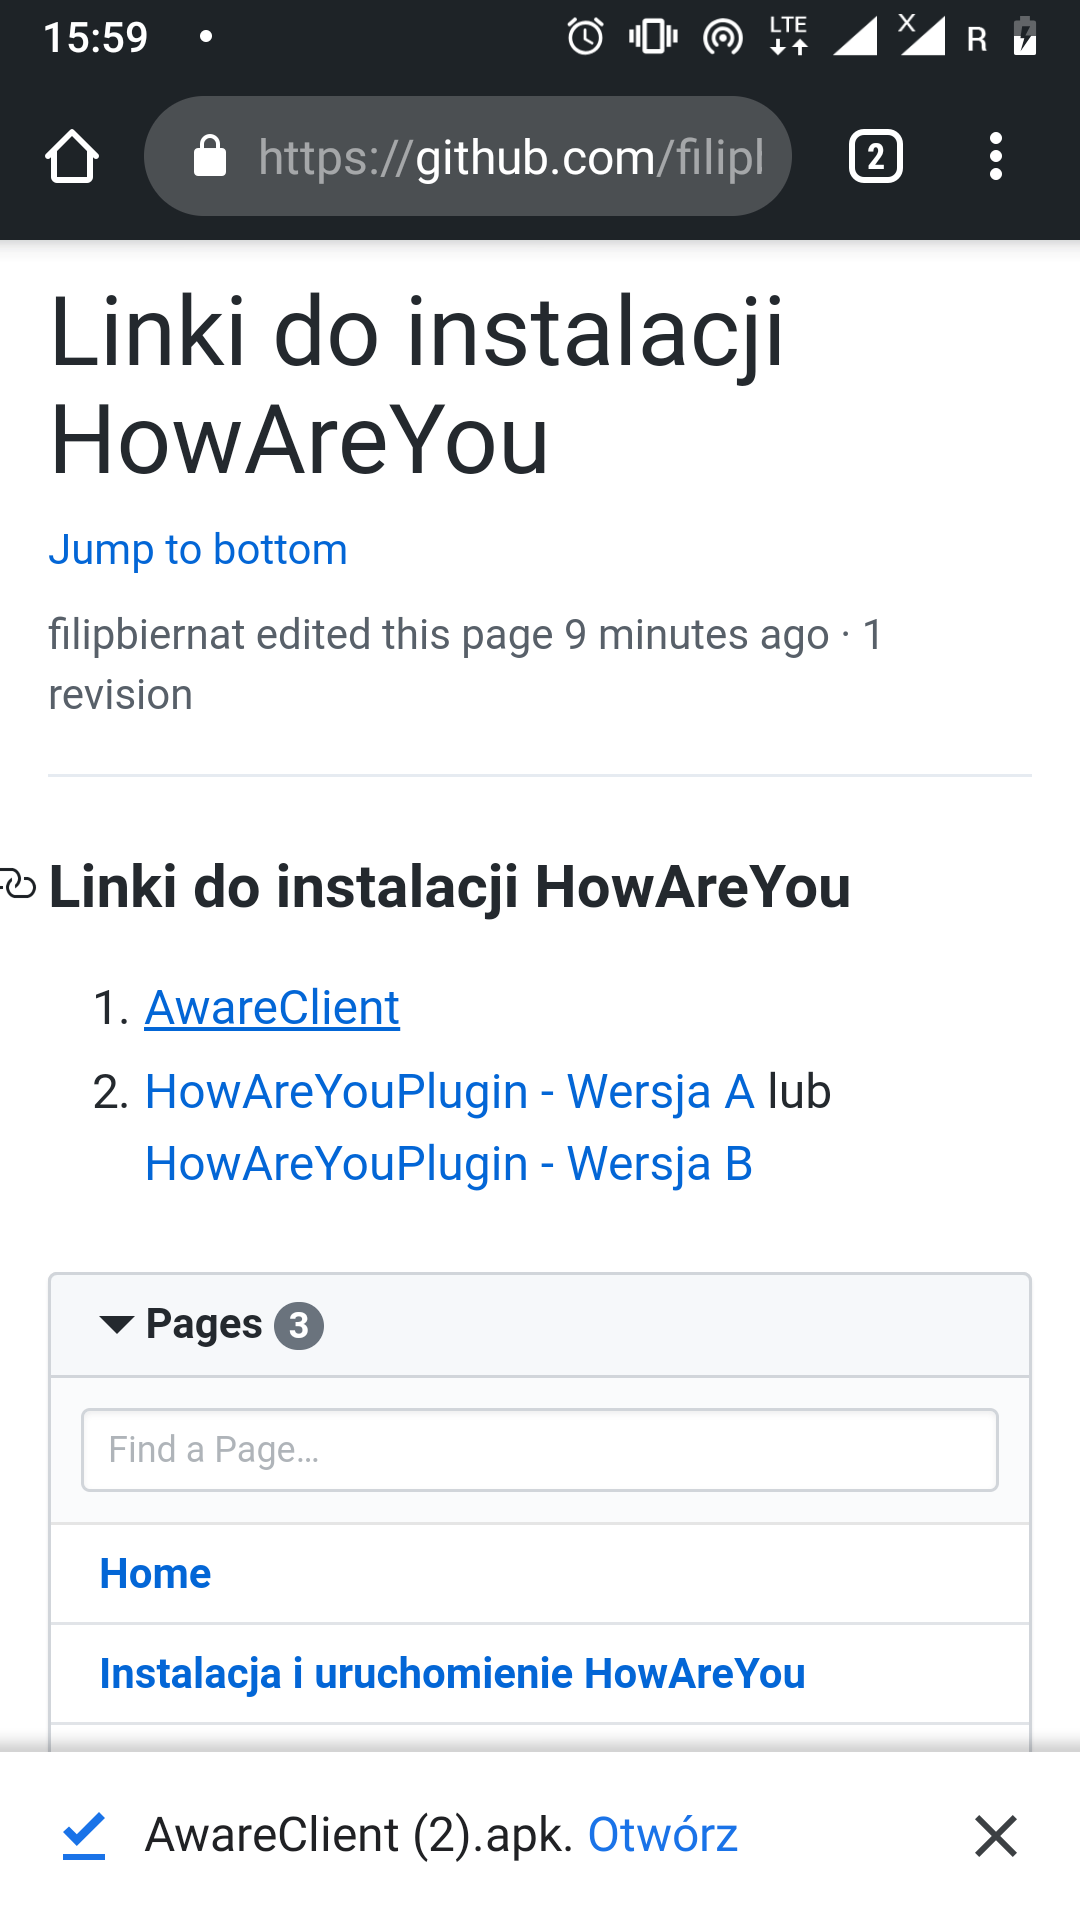 15:59
LTE
X
R
https://github.com/filipl
2
Linki do instalacji
HowAreYou
Jump to bottom
filipbiernat edited this page 9 minutes ago · 1
revision
Linki do instalacji HowAreYou
1. AwareClient
2. HowAreYouPlugin - Wersja A lub
HowAreYouPlugin - Wersja B
Pages 3
Find a Page…
Home
Instalacja i uruchomienie HowAreYou
AwareClient (2).apk. Otwórz